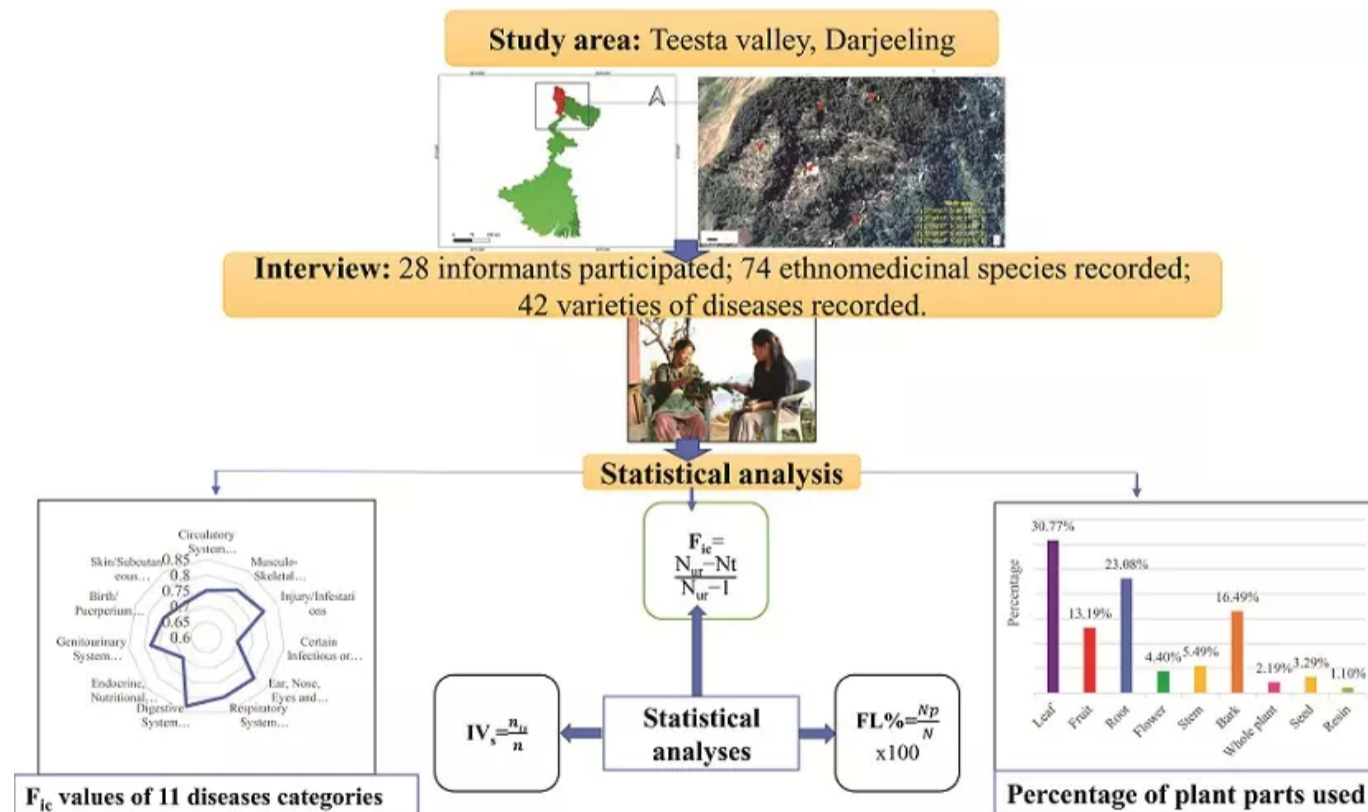 Study area: Teesta valley, Darjeeling
Interview: 28 informants participated; 74 ethnomedicinal species recorded;
42 varieties of diseases recorded.
Statistical analysis
Circulatory
System...
Musculo-
Skeletal...
Injury/Infestati
ons
Certain
Infectious or...
Ear, Nose,
Eyes and...
Respiratory
System...
Digestive
System...
Endocrine,
Nutritional...
Genitourinary
System...
Birth/
Puerperium...
Skin/Subcutan
eous...
0.85
0.8
0.75
0.7
0.65
0.6
Fic values of 11 diseases categories
Fic=
Nur−Nt
Nur−1
IVs=nis
n
Statistical
analyses
FL%=Np
N
x100
Percentage
30.77%
13.19%
23.08%
4.40%
5.49%
16.49%
2.19%
3.29%
1.10%
Leaf
Fruit
Root
Flower
Stem
Bark
Whole plant
Seed
Resin
Percentage of plant parts used